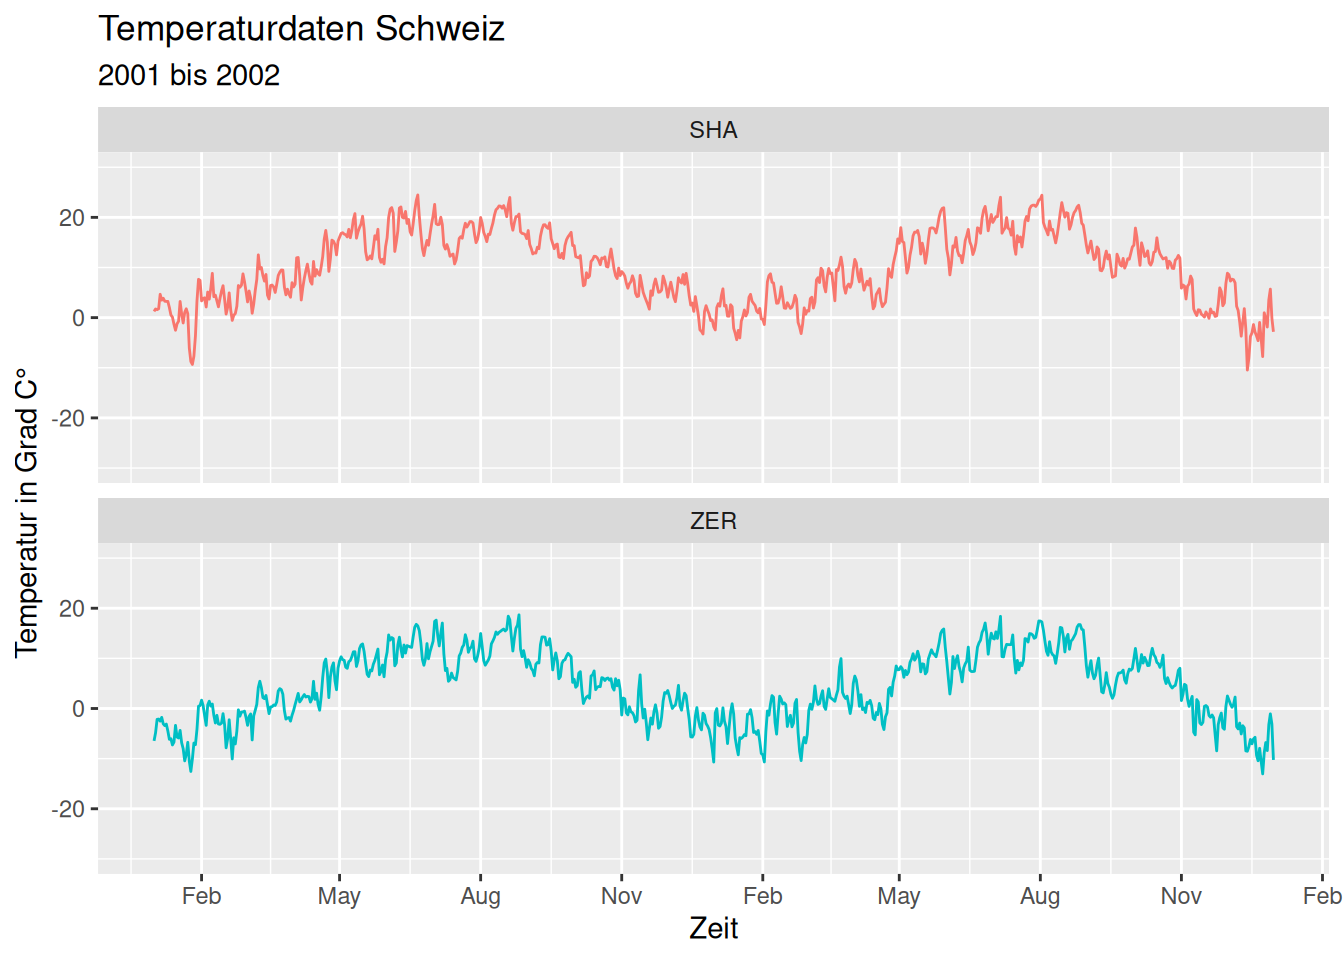 Temperaturdaten Schweiz
2001 bis 2002
SHA
20
0
-20
ZER
20
0
-20
Temperatur in Grad C°
Feb May Aug Nov Feb May Aug Nov Feb
Zeit